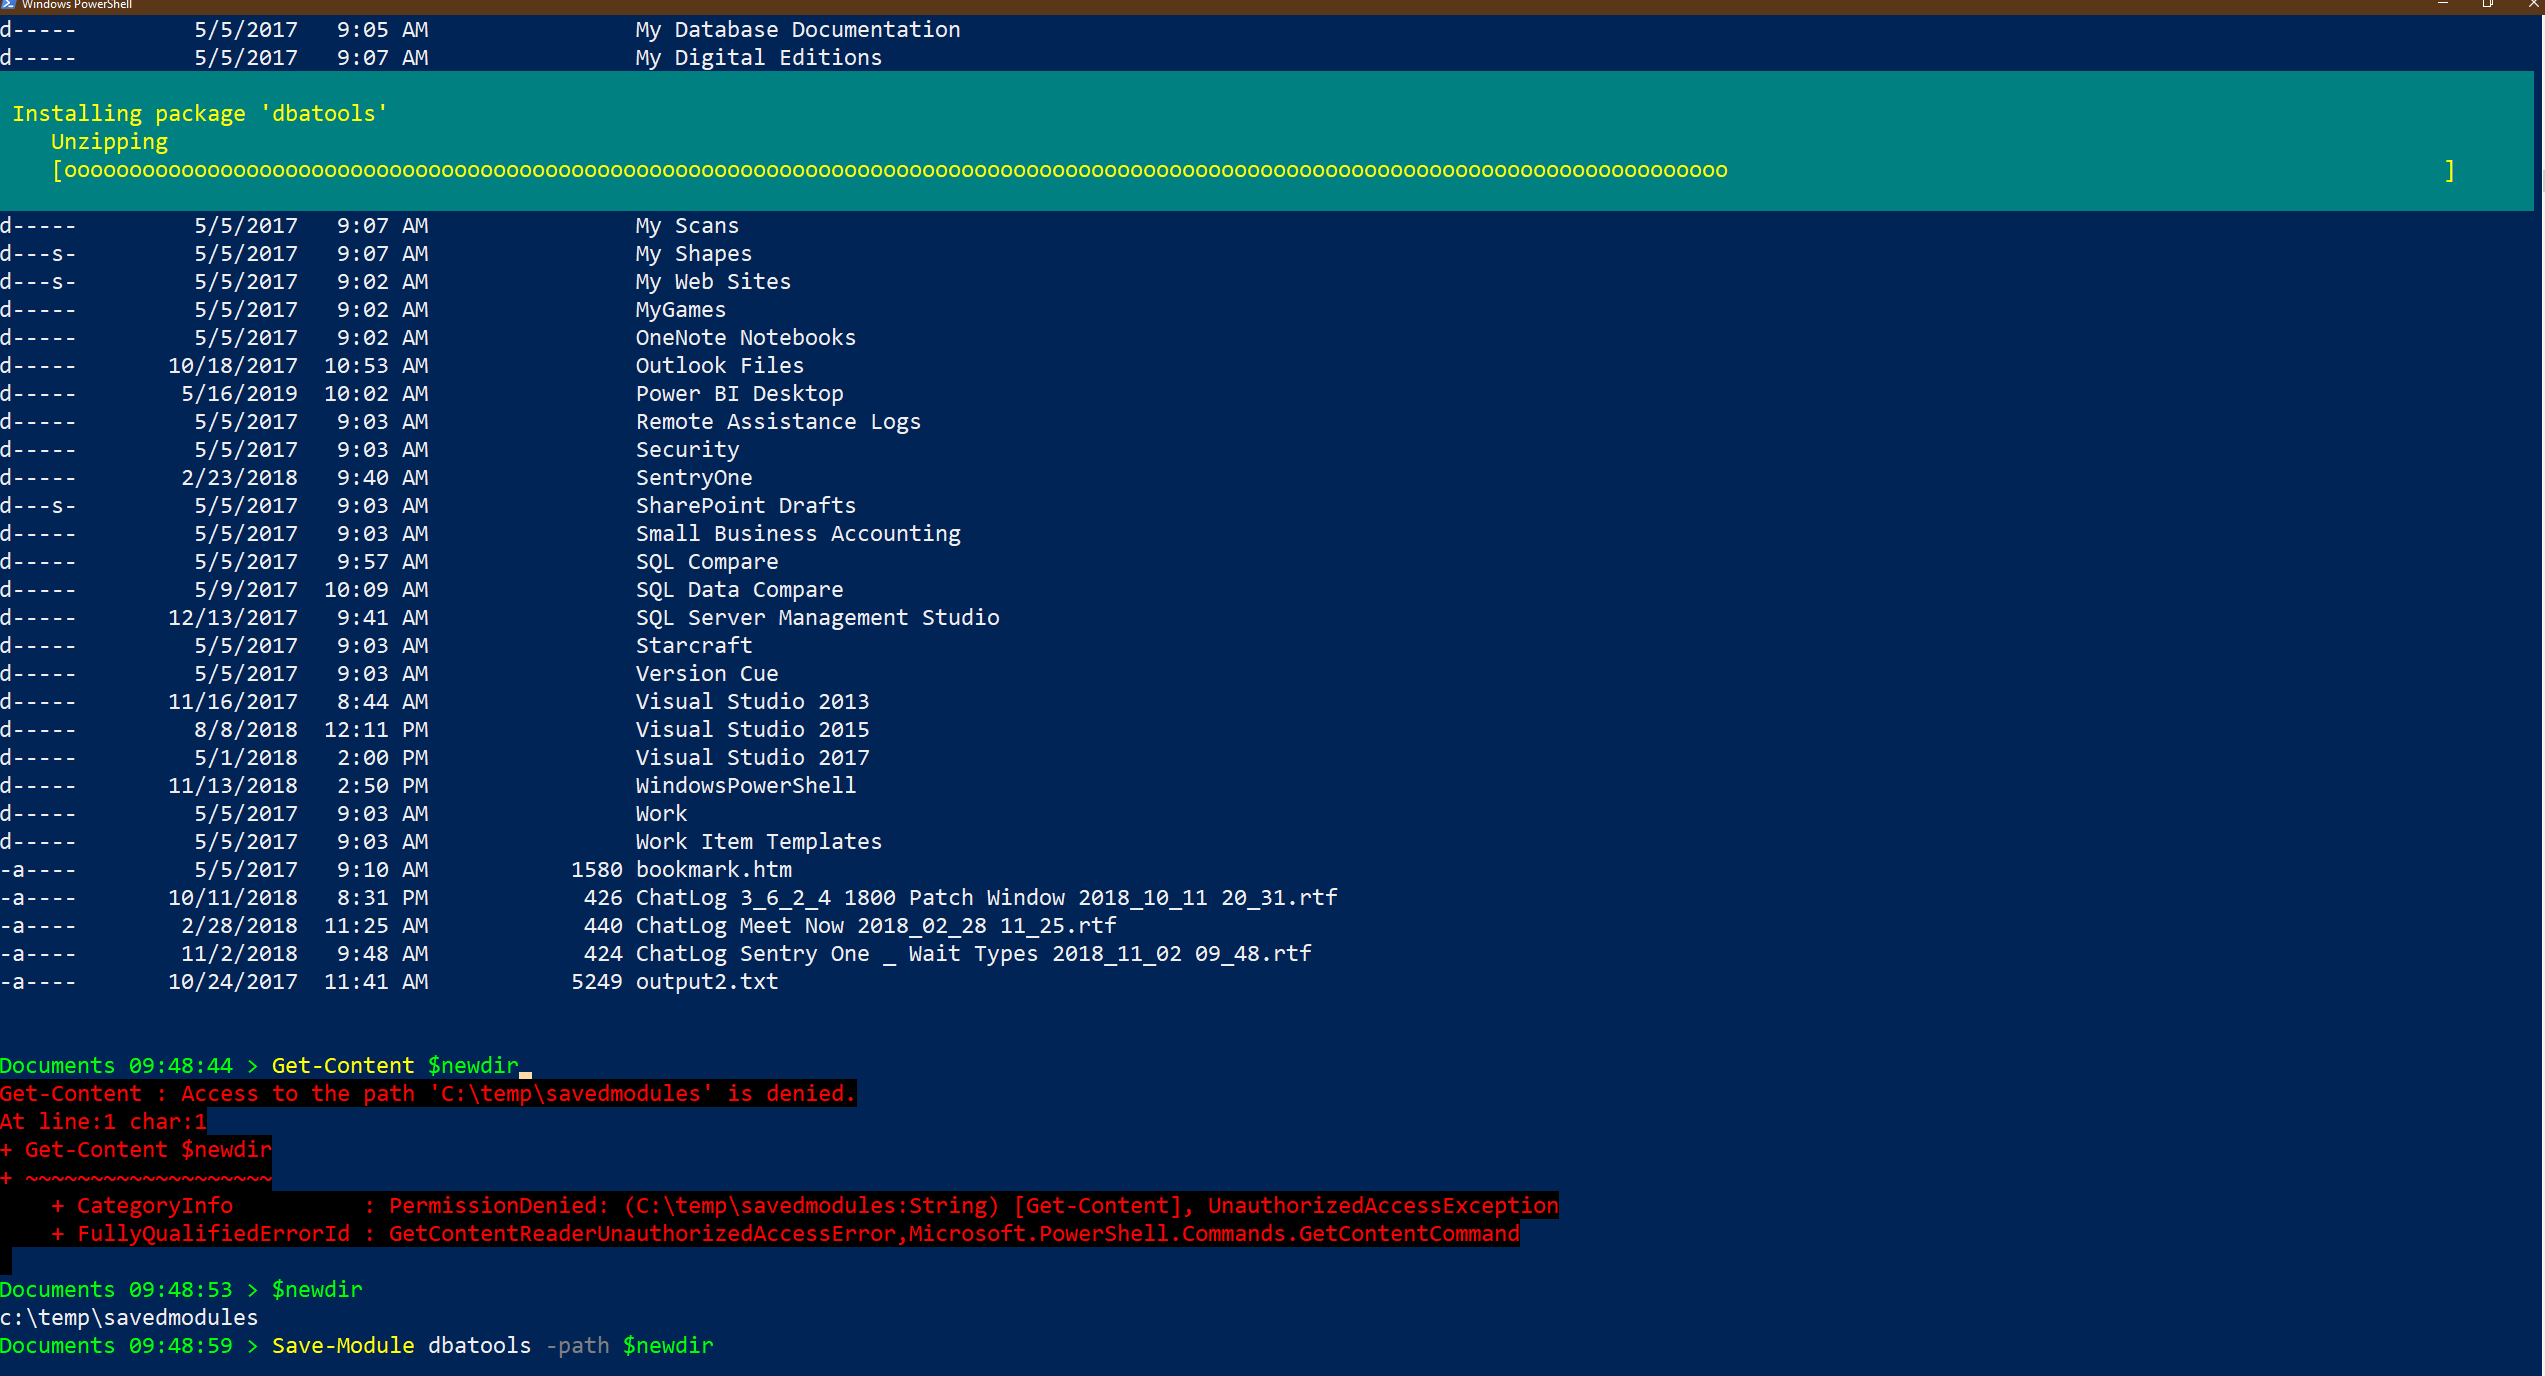 Windows PowerShell
d-----         5/5/2017   9:05 AM                My Database Documentation
d-----         5/5/2017   9:07 AM                My Digital Editions
Installing package 'dbatools'
Unzipping
[oooooooooooooooooooooooooooooooooooooooooooooooooooooooooooooooooooooooooooooooooooooooooooooooooooooooooooooooooooooooooooooooo                                                       ]
d-----         5/5/2017   9:07 AM                My Scans
d---s-         5/5/2017   9:07 AM                My Shapes
d---s-         5/5/2017   9:02 AM                My Web Sites
d-----         5/5/2017   9:02 AM                MyGames
d-----         5/5/2017   9:02 AM                OneNote Notebooks
d-----       10/18/2017  10:53 AM                Outlook Files
d-----        5/16/2019  10:02 AM                Power BI Desktop
d-----         5/5/2017   9:03 AM                Remote Assistance Logs
d-----         5/5/2017   9:03 AM                Security
d-----        2/23/2018   9:40 AM                SentryOne
d---s-         5/5/2017   9:03 AM                SharePoint Drafts
d-----         5/5/2017   9:03 AM                Small Business Accounting
d-----         5/5/2017   9:57 AM                SQL Compare
d-----         5/9/2017  10:09 AM                SQL Data Compare
d-----       12/13/2017   9:41 AM                SQL Server Management Studio
d-----         5/5/2017   9:03 AM                Starcraft
d-----         5/5/2017   9:03 AM                Version Cue
d-----       11/16/2017   8:44 AM                Visual Studio 2013
d-----         8/8/2018  12:11 PM                Visual Studio 2015
d-----         5/1/2018   2:00 PM                Visual Studio 2017
d-----       11/13/2018   2:50 PM                WindowsPowerShell
d-----         5/5/2017   9:03 AM                Work
d-----         5/5/2017   9:03 AM                Work Item Templates
-a----         5/5/2017   9:10 AM           1580 bookmark.htm
-a----       10/11/2018   8:31 PM            426 ChatLog 3_6_2_4 1800 Patch Window 2018_10_11 20_31.rtf
-a----        2/28/2018  11:25 AM            440 ChatLog Meet Now 2018_02_28 11_25.rtf
-a----        11/2/2018   9:48 AM            424 ChatLog Sentry One _ Wait Types 2018_11_02 09_48.rtf
-a----       10/24/2017  11:41 AM           5249 output2.txt
Documents 09:48:44 > Get-Content $newdir
Get-Content : Access to the path 'C:\temp\savedmodules' is denied.
At line:1 char:1
+ Get-Content $newdir
+ ~~~~~~~~~~~~~~~~~~~
    + CategoryInfo          : PermissionDenied: (C:\temp\savedmodules:String) [Get-Content], UnauthorizedAccessException
    + FullyQualifiedErrorId : GetContentReaderUnauthorizedAccessError,Microsoft.PowerShell.Commands.GetContentCommand
Documents 09:48:53 > $newdir
c:\temp\savedmodules
Documents 09:48:59 > Save-Module dbatools -path $newdir